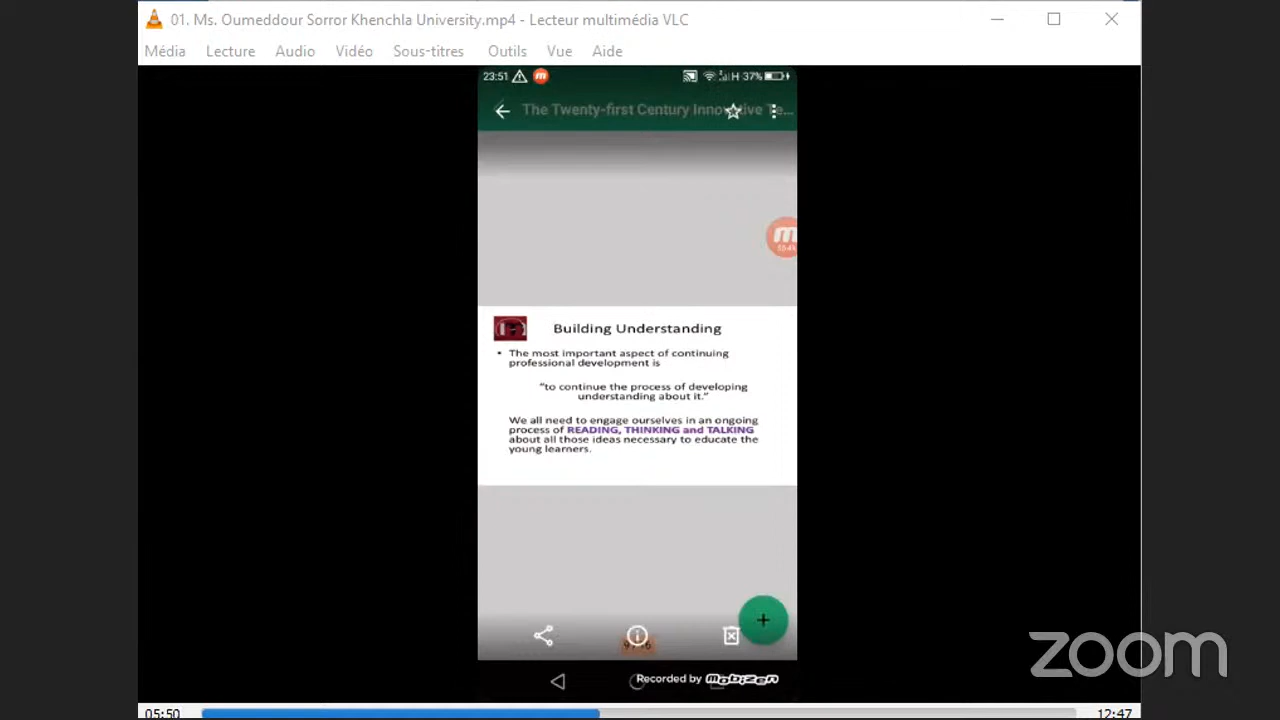 01. Ms. Oumeddour Sorror Khenchla University.mp4 - Lecteur multimédia VLC
Média Lecture Audio Vidéo Sous-titres Outils Vue Aide
23:51 H 37%
The Twenty-first Century Innovative Te...
Building Understanding
• The most important aspect of continuing
professional development is
“to continue the process of developing
understanding about it.”
We all need to engage ourselves in an ongoing
process of READING, THINKING and TALKING
about all those ideas necessary to educate the
young learners.
Recorded by Mobizen
zoom
05:50 12:47